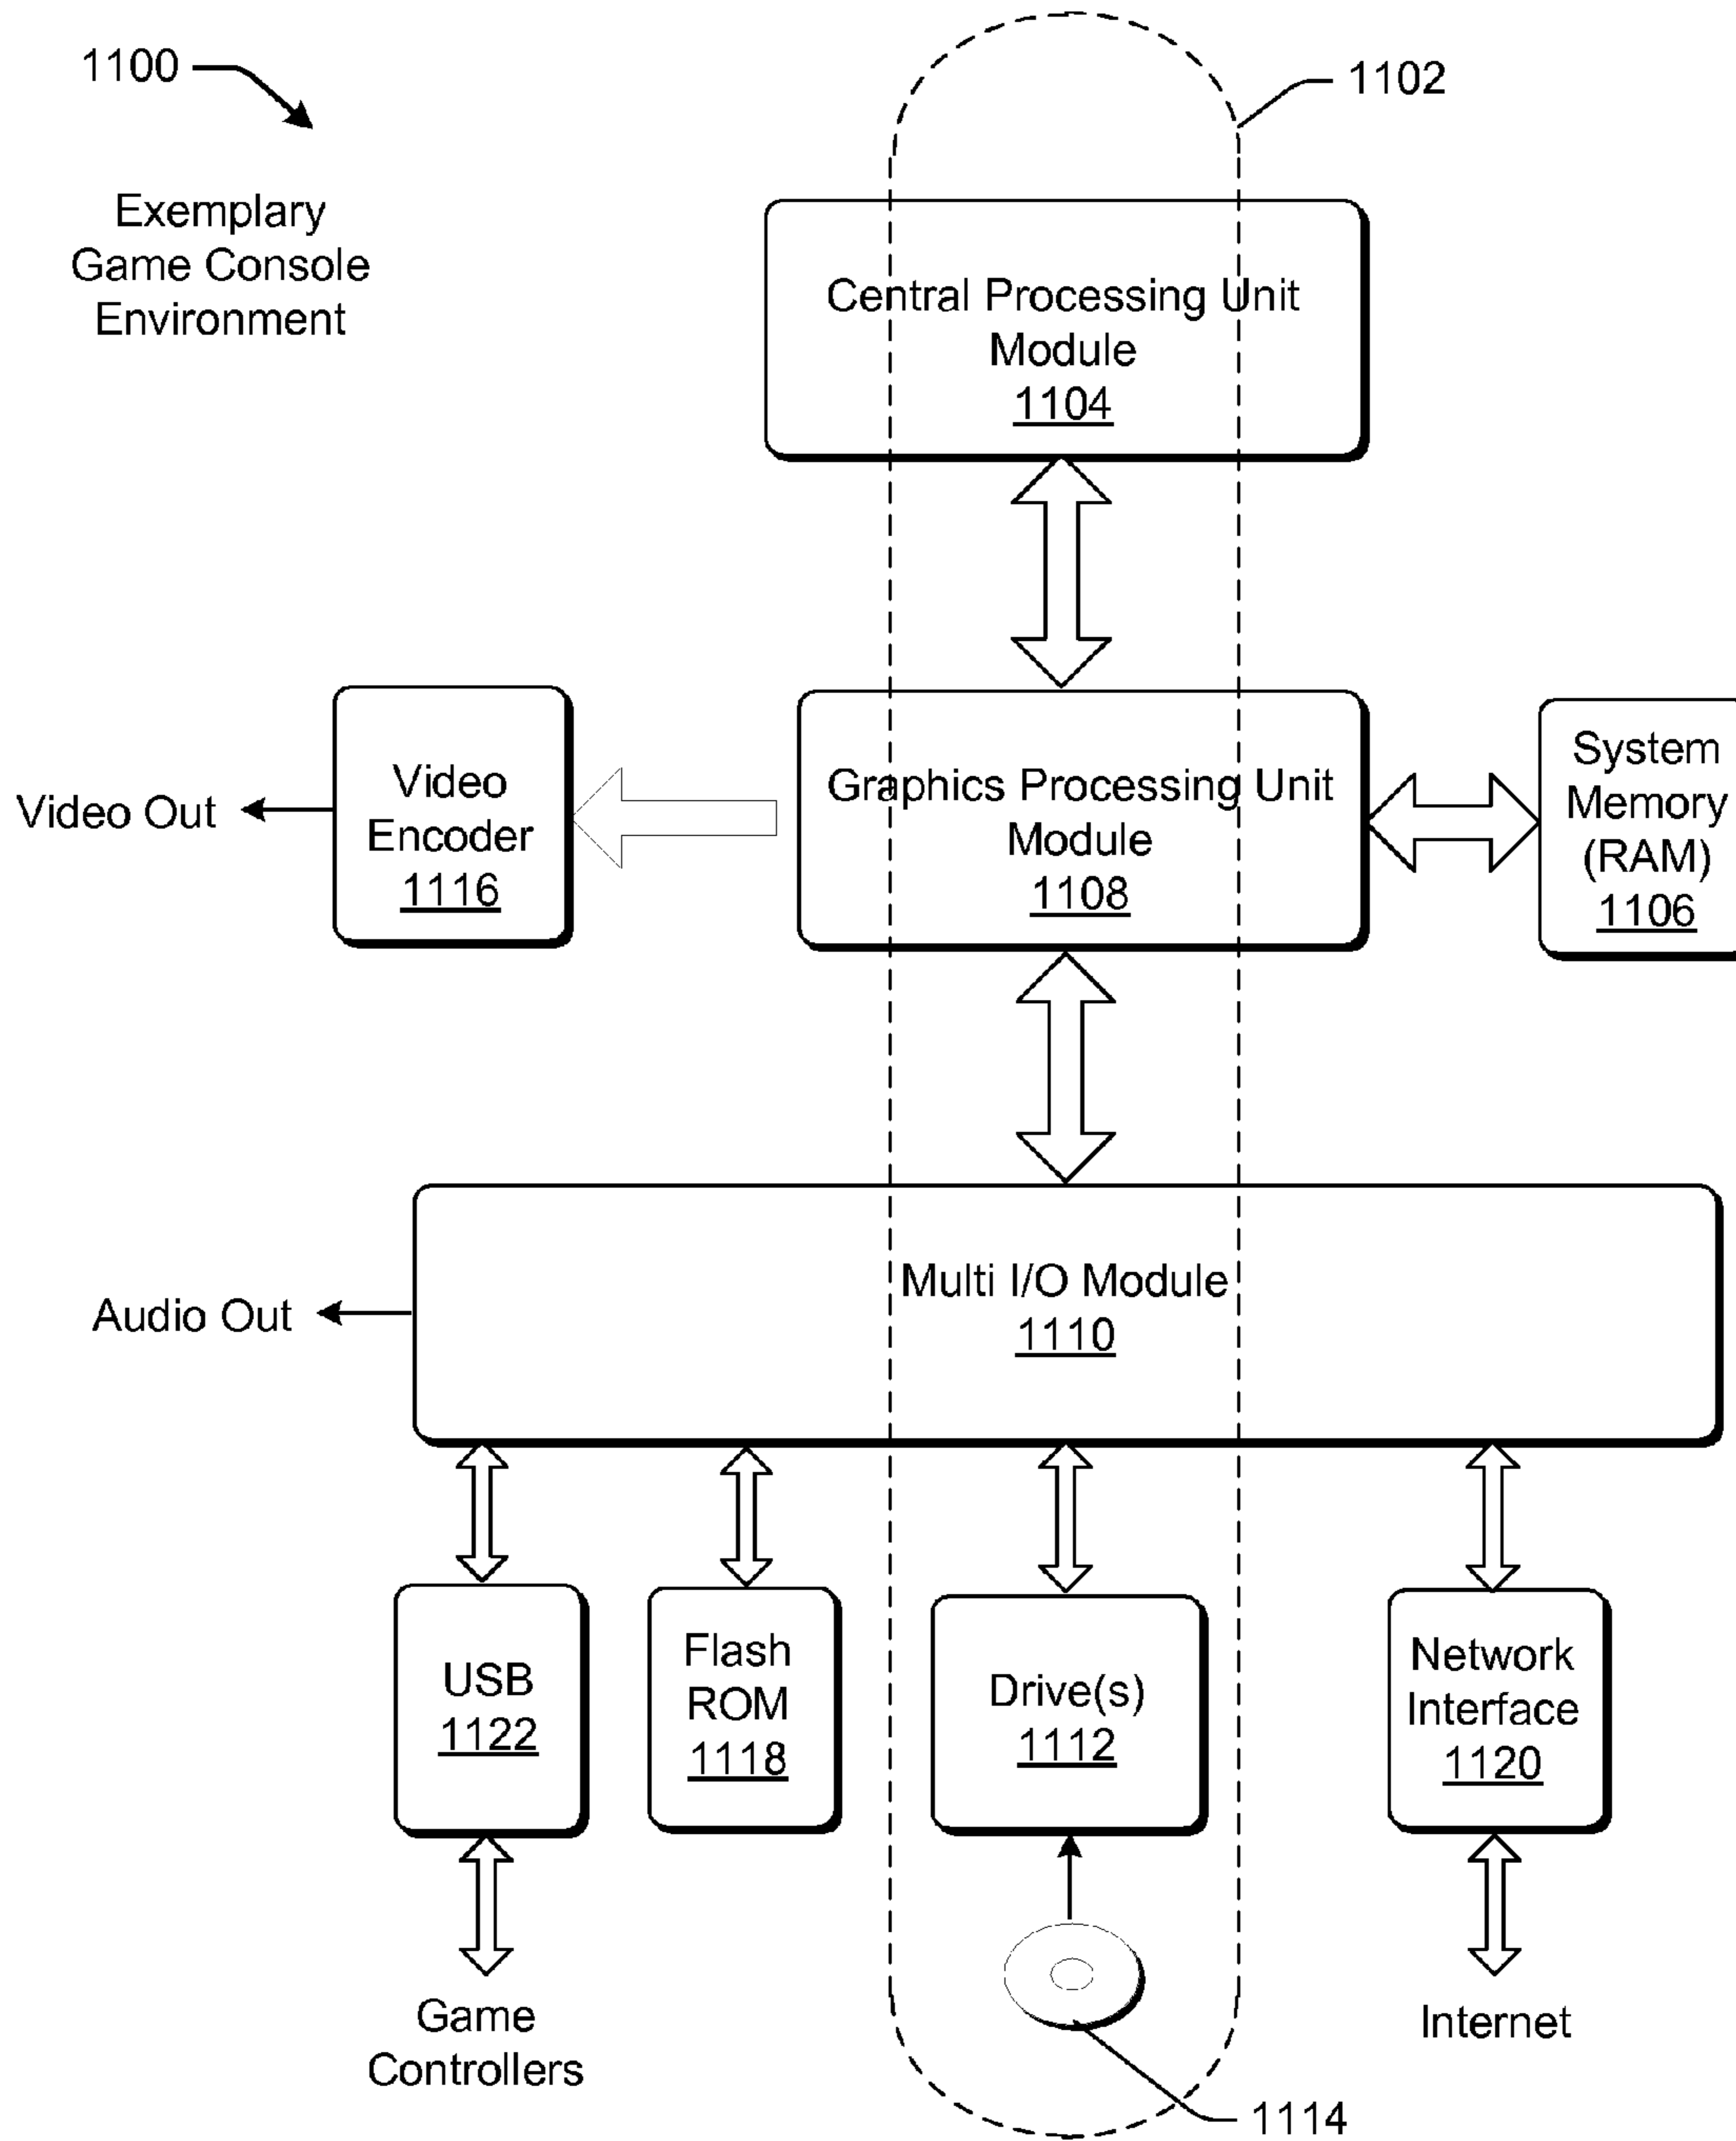 1100
1102
Exemplary
Game Console
Environment
Central Processing Unit
Module
1104
Video Out
Video
Encoder
1116
Graphics Processing Unit
Module
1108
System
Memory
(RAM)
1106
Audio Out
Multi I/O Module
1110
USB
1122
Flash
ROM
1118
Drive(s)
1112
Network
Interface
1120
Game
Controllers
Internet
1114